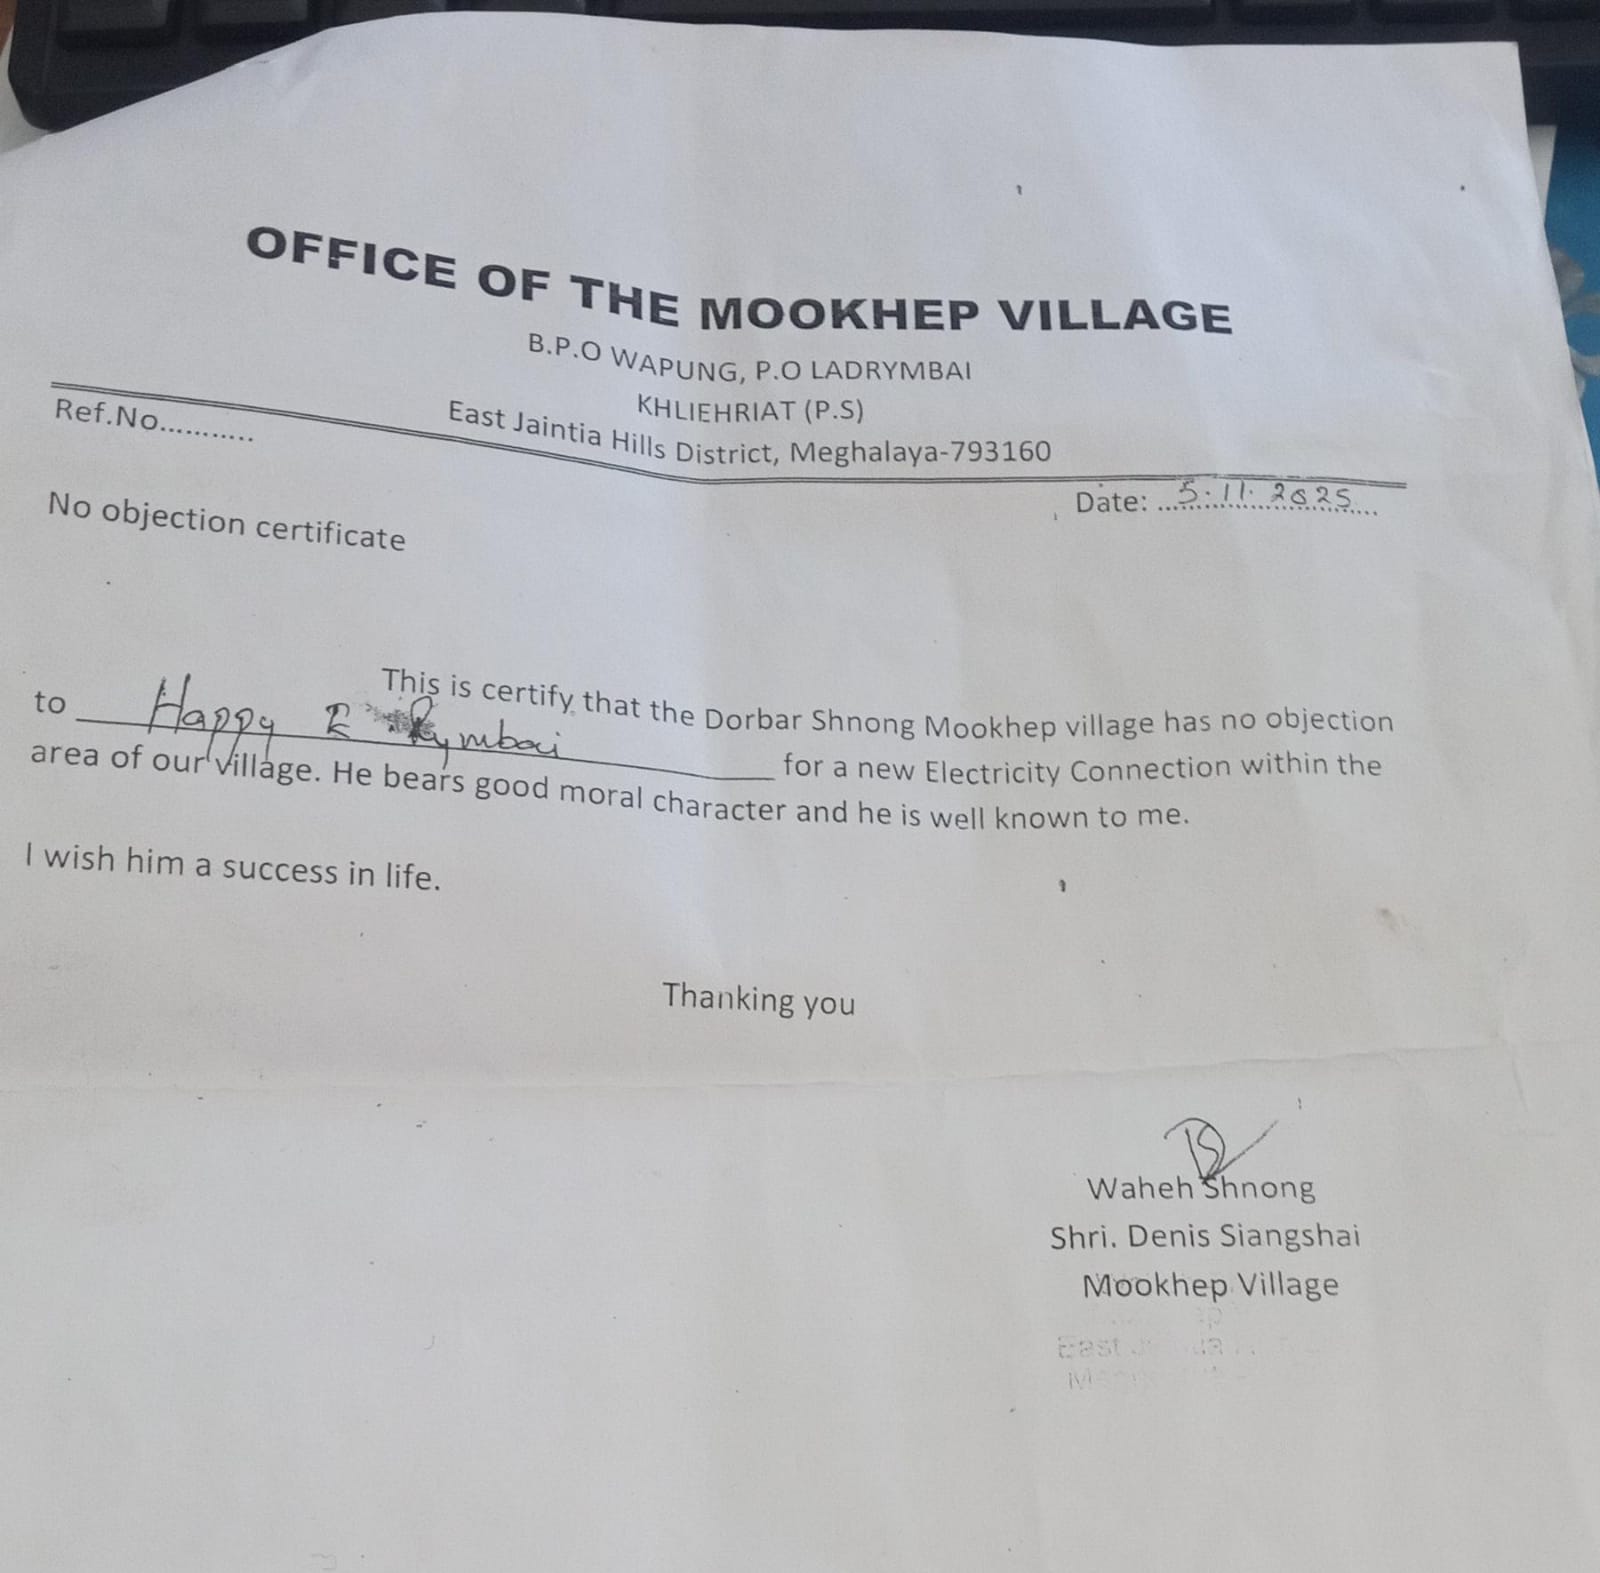 OFFICE OF THE MOOKHEP VILLAGE
B.P.O WAPUNG, P.O LADRYMBAI
KHLIEHRIAT (P.S)
East Jaintia Hills District, Meghalaya-793160
Ref.No...........
Date: 5.11.2025
No objection certificate
This is certify that the Dorbar Shnong Mookhep village has no objection
to Happy E Rymbai for a new Electricity Connection within the
area of our village. He bears good moral character and he is well known to me.
I wish him a success in life.
Thanking you
Waheh Shnong
Shri. Denis Siangshai
Mookhep Village
East